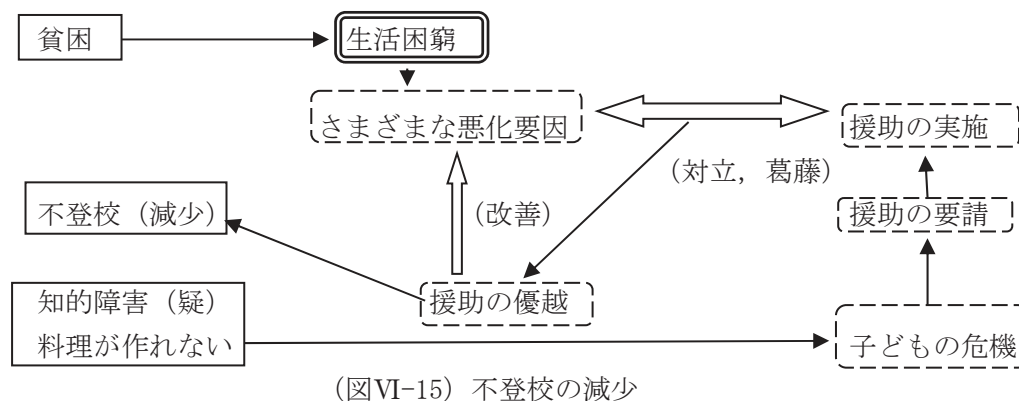 貧困
生活困窮
さまざまな悪化要因
援助の実施
(対立，葛藤)
不登校（減少）
(改善)
援助の要請
援助の優越
知的障害（疑）
料理が作れない
子どもの危機
(図Ⅵ-15) 不登校の減少